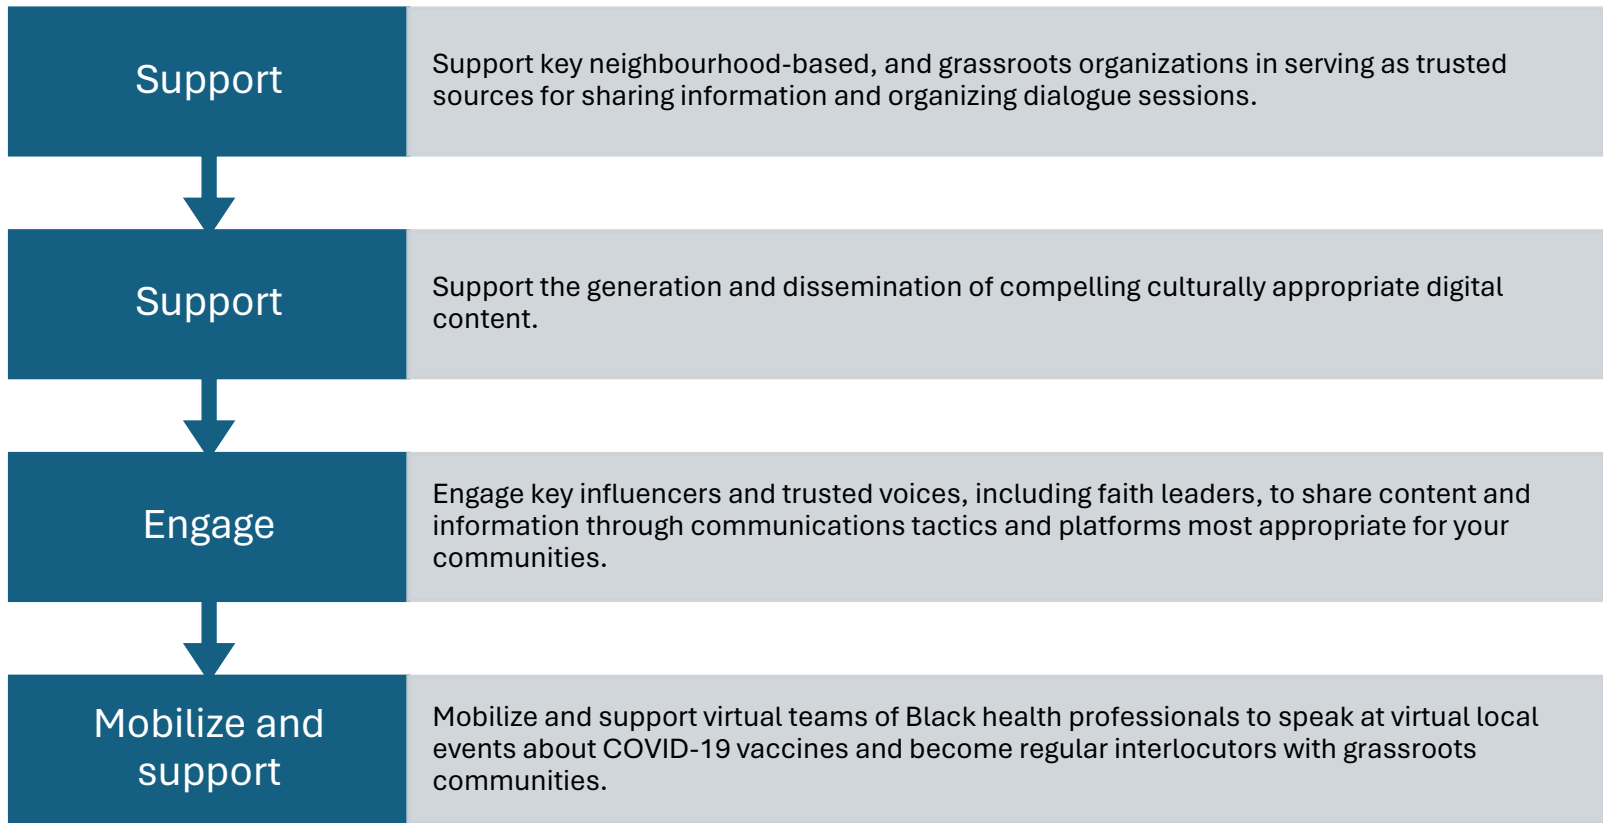 Support
Support key neighbourhood-based, and grassroots organizations in serving as trusted
sources for sharing information and organizing dialogue sessions.
Support
Support the generation and dissemination of compelling culturally appropriate digital
content.
Engage
Engage key influencers and trusted voices, including faith leaders, to share content and
information through communications tactics and platforms most appropriate for your
communities.
Mobilize and
support
Mobilize and support virtual teams of Black health professionals to speak at virtual local
events about COVID-19 vaccines and become regular interlocutors with grassroots
communities.